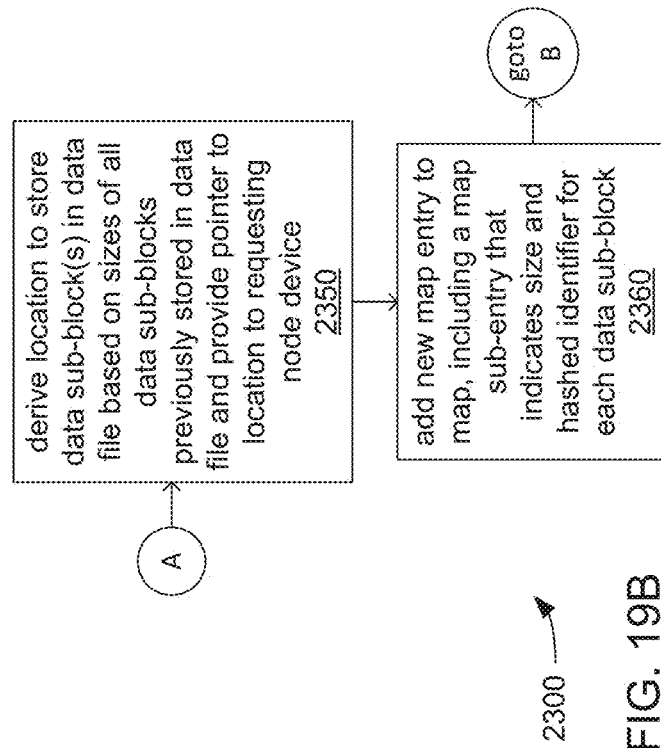 A
derive location to store
data sub-block(s) in data
file based on sizes of all
data sub-blocks
previously stored in data
file and provide pointer to
location to requesting
node device
2350
add new map entry to
map, including a map
sub-entry that
indicates size and
hashed identifier for
each data sub-block
2360
goto
B
2300
FIG. 19B